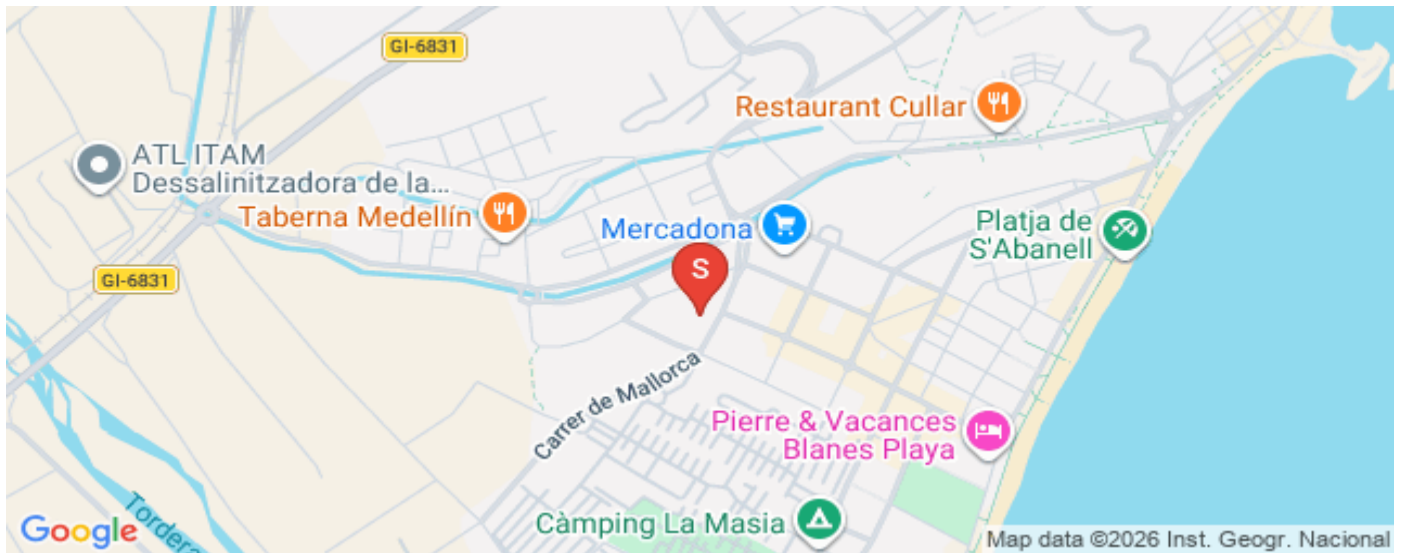 GI-6831
Restaurant Cullar
ATL ITAM
Dessalinitzadora de la...
Taberna Medellín
Mercadona
Platja de
S'Abanell
S
GI-6831
Carrer de Mallorca
Pierre & Vacances
Blanes Playa
Càmping La Masia
Tordera
Google
Map data ©2026 Inst. Geogr. Nacional